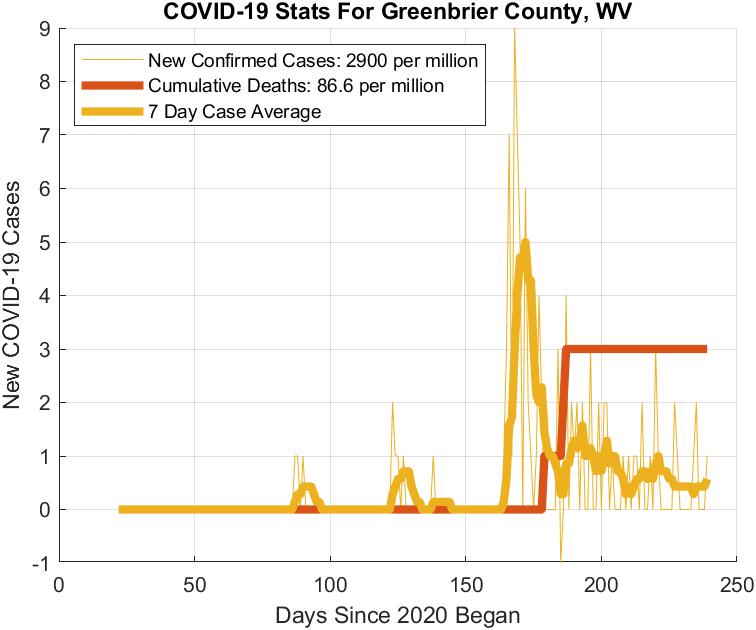 COVID-19 Stats For Greenbrier County, WV
New Confirmed Cases: 2900 per million
Cumulative Deaths: 86.6 per million
7 Day Case Average
New COVID-19 Cases
9
8
7
6
5
4
3
2
1
0
-1
0 50 100 150 200 250
Days Since 2020 Began